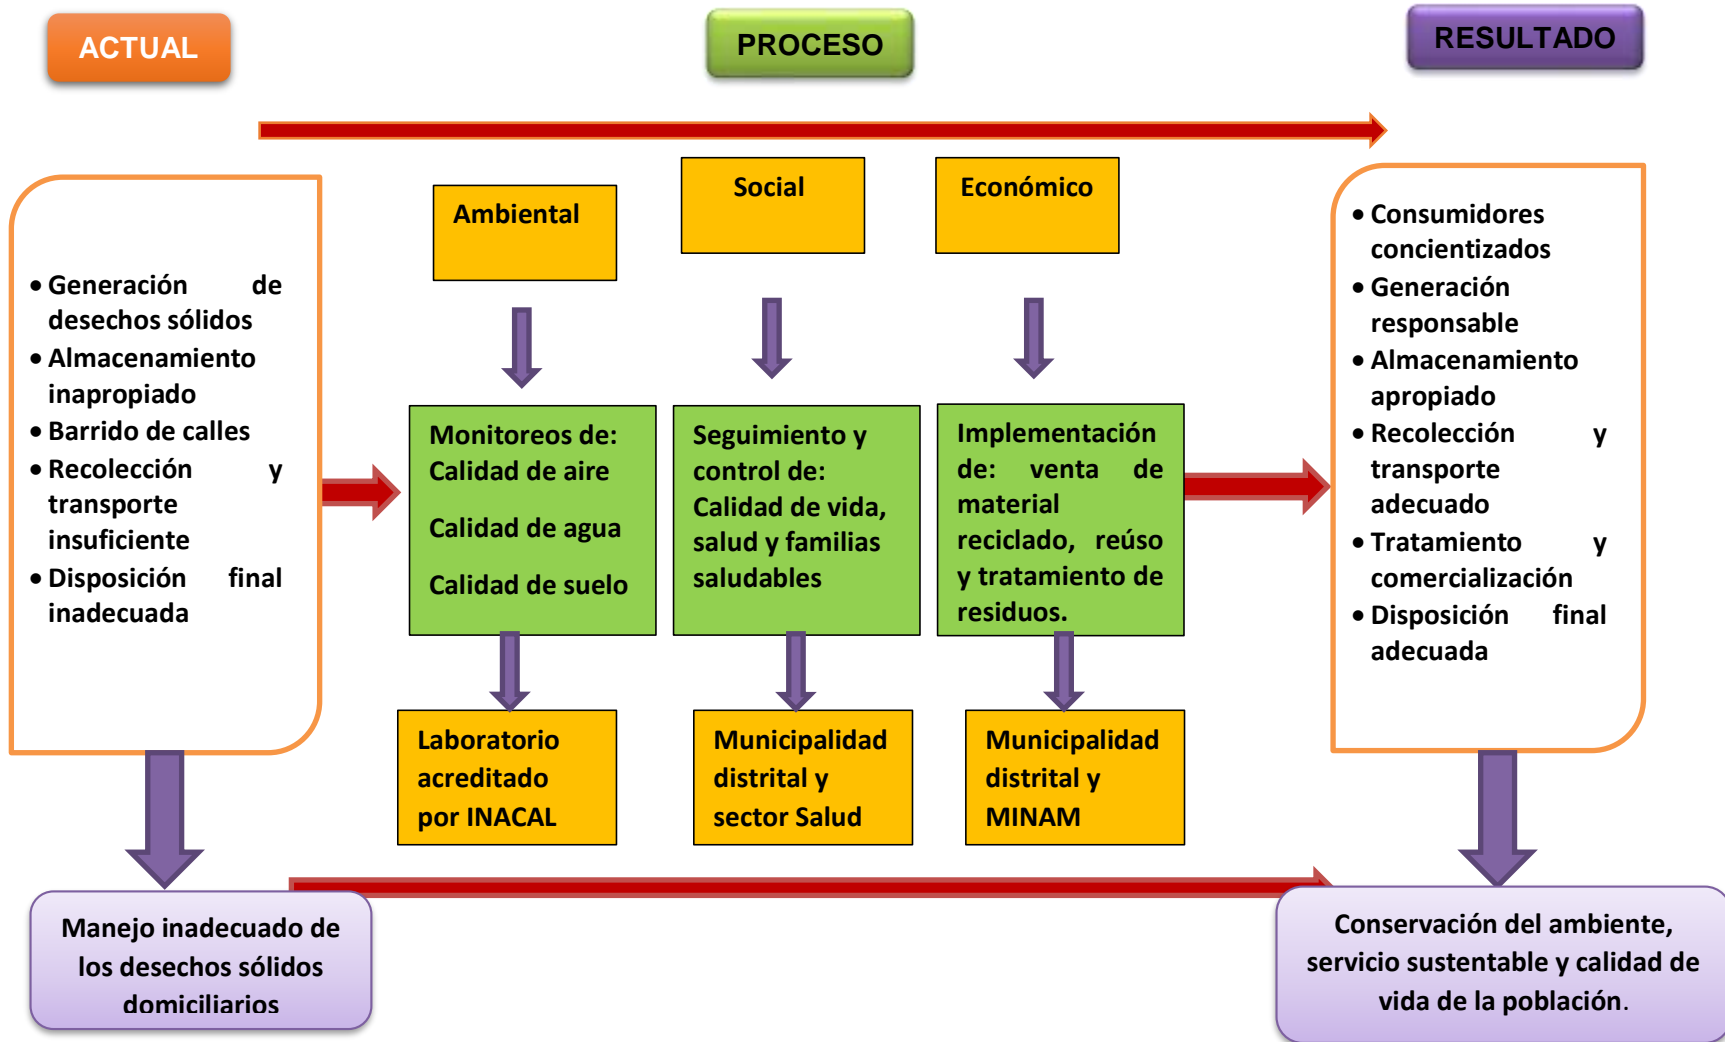 ACTUAL
PROCESO
RESULTADO
• Generación de
desechos sólidos
• Almacenamiento
inapropiado
• Barrido de calles
• Recolección y
transporte
insuficiente
• Disposición final
inadecuada
Ambiental
Social
Económico
Monitoreos de:
Calidad de aire
Calidad de agua
Calidad de suelo
Seguimiento y
control de:
Calidad de vida,
salud y familias
saludables
Implementación
de: venta de
material
reciclado, reúso
y tratamiento de
residuos.
Laboratorio
acreditado
por INACAL
Municipalidad
distrital y
sector Salud
Municipalidad
distrital y
MINAM
• Consumidores
concientizados
• Generación
responsable
• Almacenamiento
apropiado
• Recolección y
transporte
adecuado
• Tratamiento y
comercialización
• Disposición final
adecuada
Manejo inadecuado de
los desechos sólidos
domiciliarios
Conservación del ambiente,
servicio sustentable y calidad de
vida de la población.